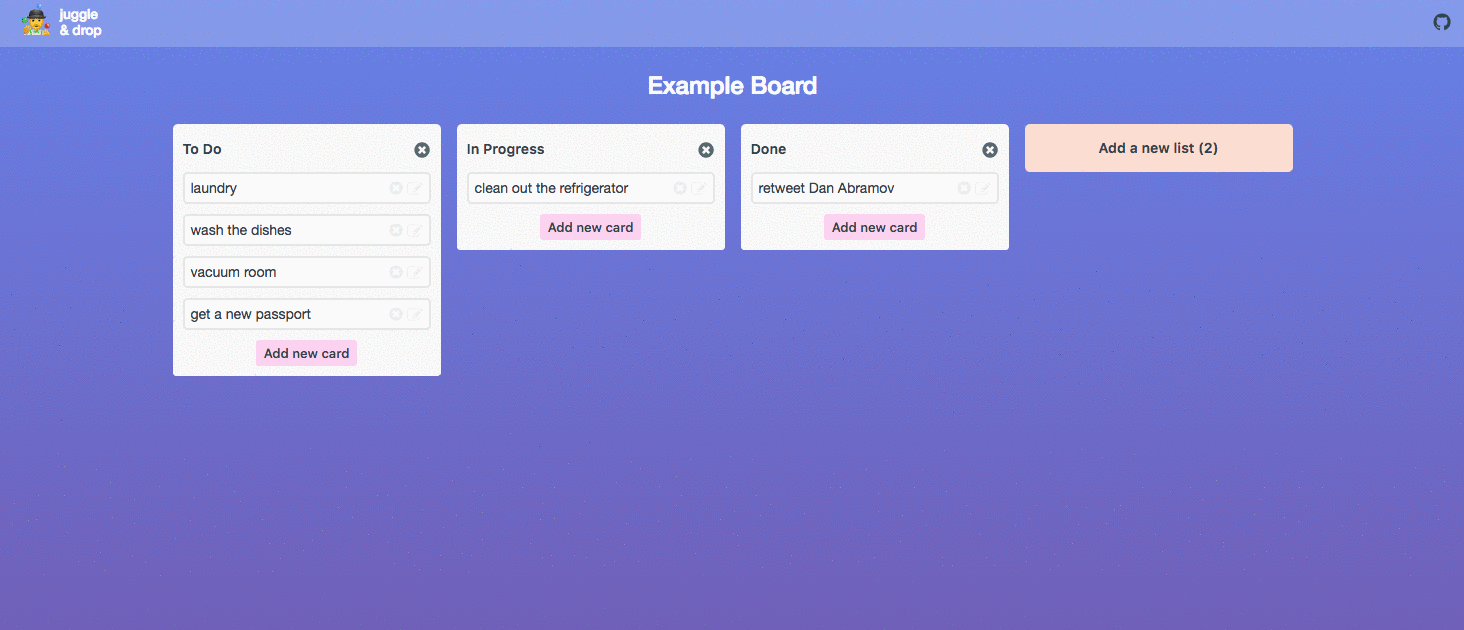 juggle
& drop
Example Board
To Do
laundry
wash the dishes
vacuum room
get a new passport
Add new card
In Progress
clean out the refrigerator
Add new card
Done
retweet Dan Abramov
Add new card
Add a new list (2)